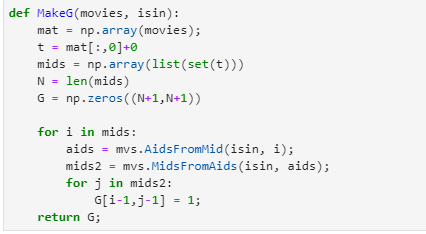 def MakeG(movies, isin):
    mat = np.array(movies);
    t = mat[:,0]+0
    mids = np.array(list(set(t)))
    N = len(mids)
    G = np.zeros((N+1,N+1))

    for i in mids:
        aids = mvs.AidsFromMid(isin, i);
        mids2 = mvs.MidsFromAids(isin, aids);
        for j in mids2:
            G[i-1,j-1] = 1;
    return G;